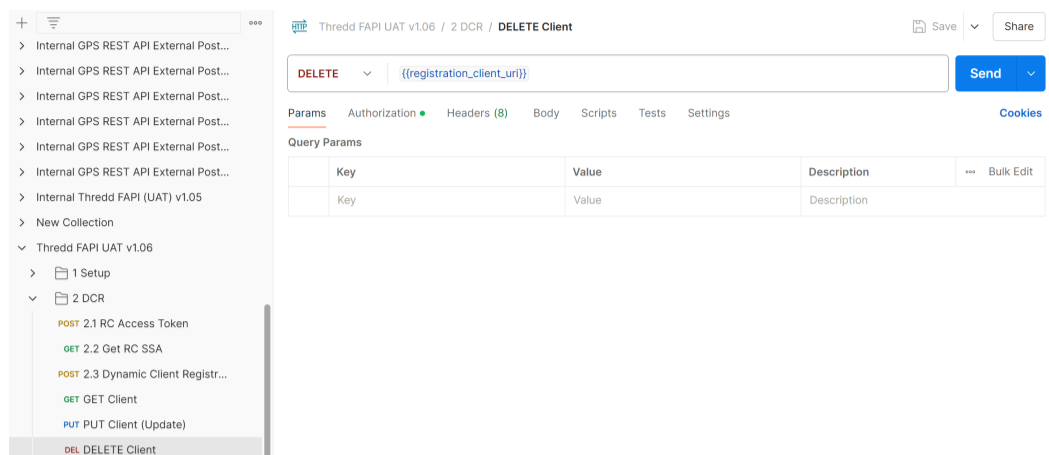 Internal GPS REST API External Post...
Internal GPS REST API External Post...
Internal GPS REST API External Post...
Internal GPS REST API External Post...
Internal GPS REST API External Post...
Internal GPS REST API External Post...
Internal Thredd FAPI (UAT) v1.05
New Collection
Thredd FAPI UAT v1.06
1 Setup
2 DCR
POST 2.1 RC Access Token
GET 2.2 Get RC SSA
POST 2.3 Dynamic Client Registr...
GET GET Client
PUT PUT Client (Update)
DEL DELETE Client
HTTP Thredd FAPI UAT v1.06 / 2 DCR / DELETE Client
Save
Share
DELETE {{registration_client_uri}}
Send
Params Authorization Headers (8) Body Scripts Tests Settings
Cookies
Query Params
Key Value Description Bulk Edit
Key Value Description